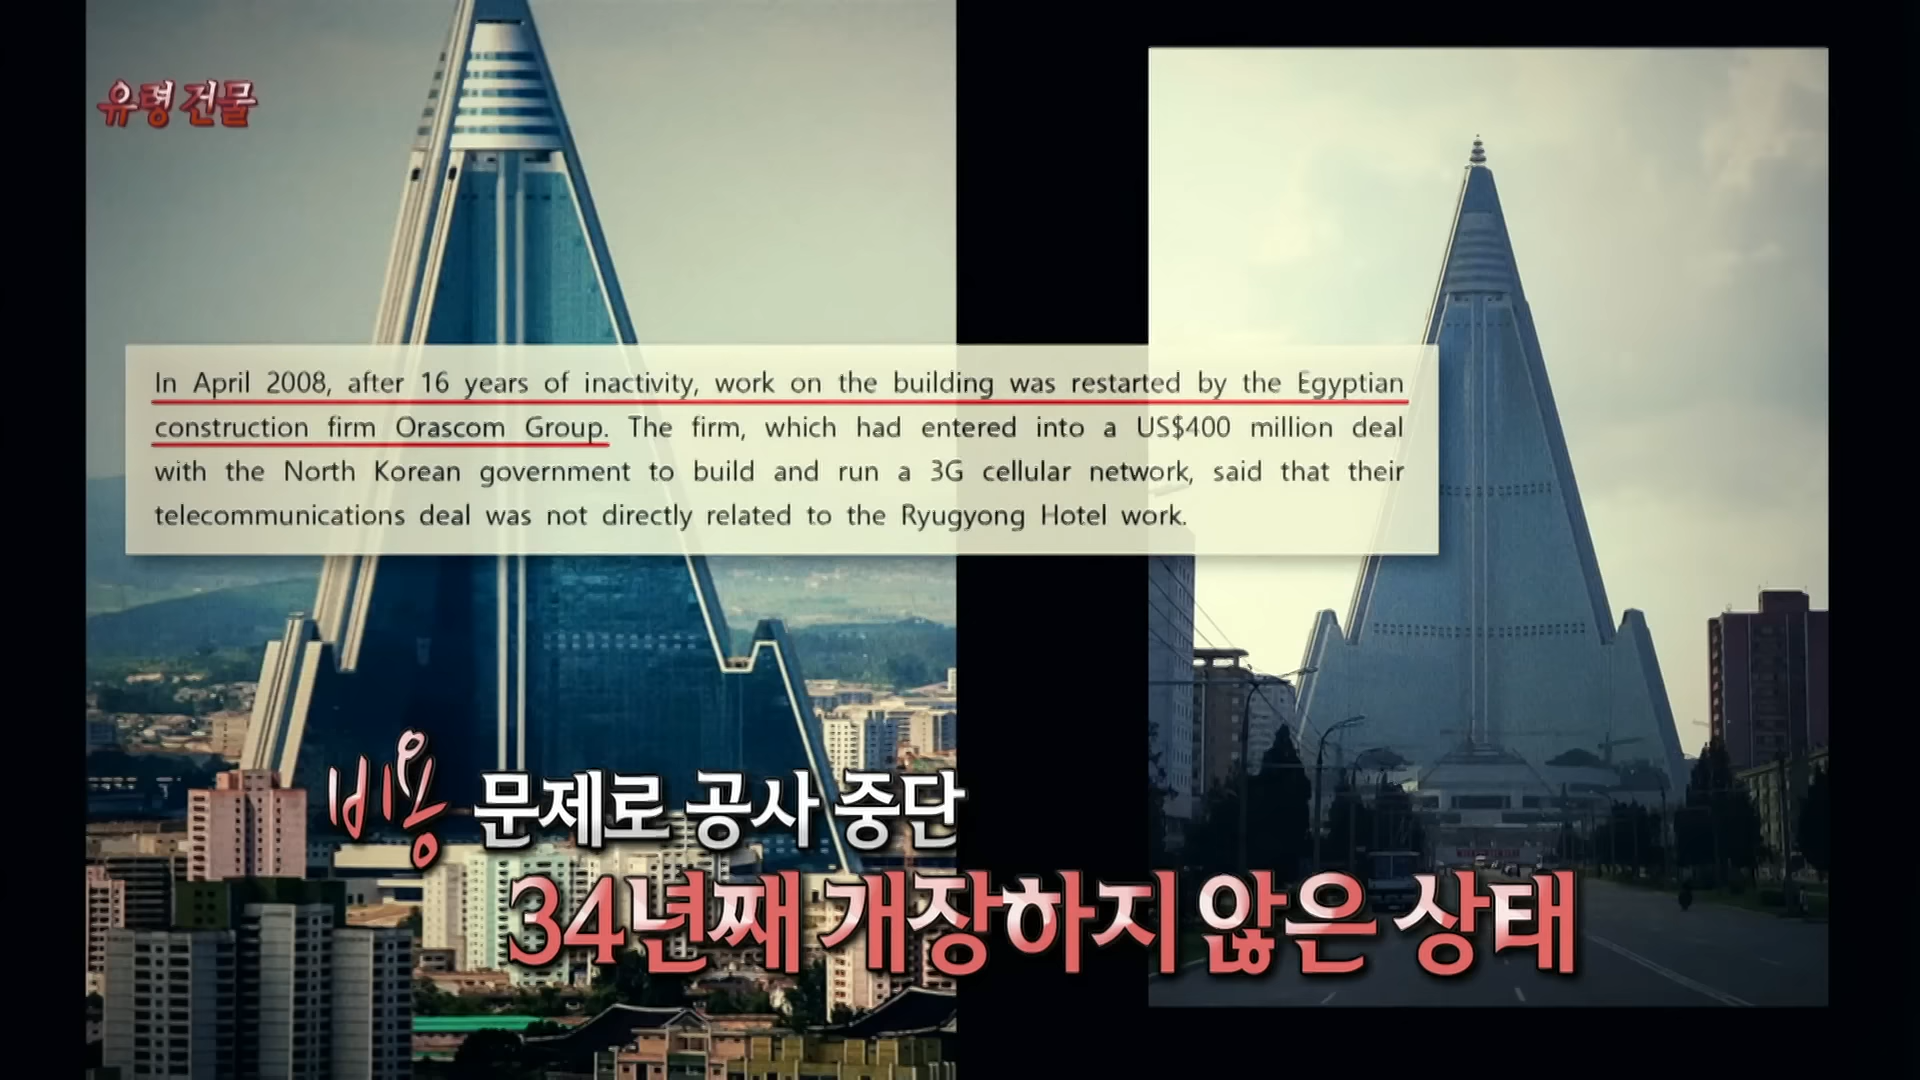 유령 건물
In April 2008, after 16 years of inactivity, work on the building was restarted by the Egyptian
construction firm Orascom Group. The firm, which had entered into a US$400 million deal
with the North Korean government to build and run a 3G cellular network, said that their
telecommunications deal was not directly related to the Ryugyong Hotel work.
비용 문제로 공사 중단
34년째 개장하지 않은 상태